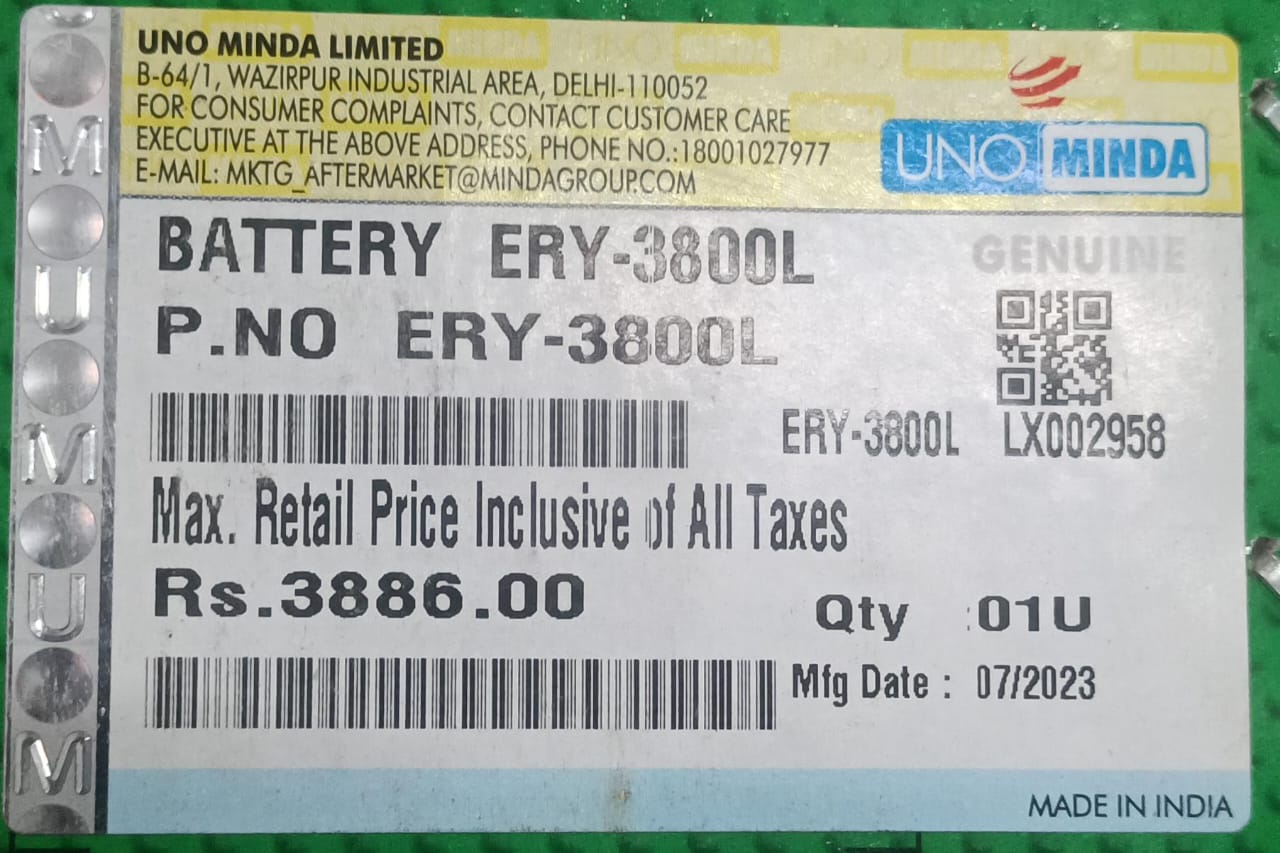 UNO MINDA LIMITED
B-64/1, WAZIRPUR INDUSTRIAL AREA, DELHI-110052
FOR CONSUMER COMPLAINTS, CONTACT CUSTOMER CARE
EXECUTIVE AT THE ABOVE ADDRESS, PHONE NO.:18001027977
E-MAIL: MKTG_AFTERMARKET@MINDAGROUP.COM
UNO MINDA
BATTERY ERY-3800L
GENUINE
P.NO ERY-3800L
ERY-3800L LX002958
Max. Retail Price Inclusive of All Taxes
Rs.3886.00
Qty :01U
Mfg Date : 07/2023
MADE IN INDIA
M
U
M
U
M